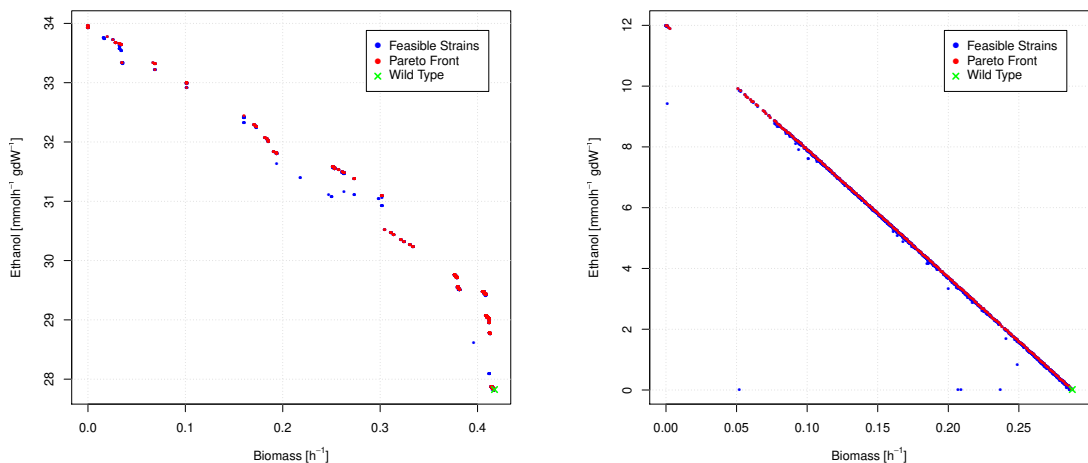 Feasible Strains
Pareto Front
Wild Type
Ethanol [mmolh⁻¹ gdW⁻¹]
34
33
32
31
30
29
28
0.0 0.1 0.2 0.3 0.4
Biomass [h⁻¹]
Feasible Strains
Pareto Front
Wild Type
Ethanol [mmolh⁻¹ gdW⁻¹]
12
10
8
6
4
2
0
0.00 0.05 0.10 0.15 0.20 0.25
Biomass [h⁻¹]